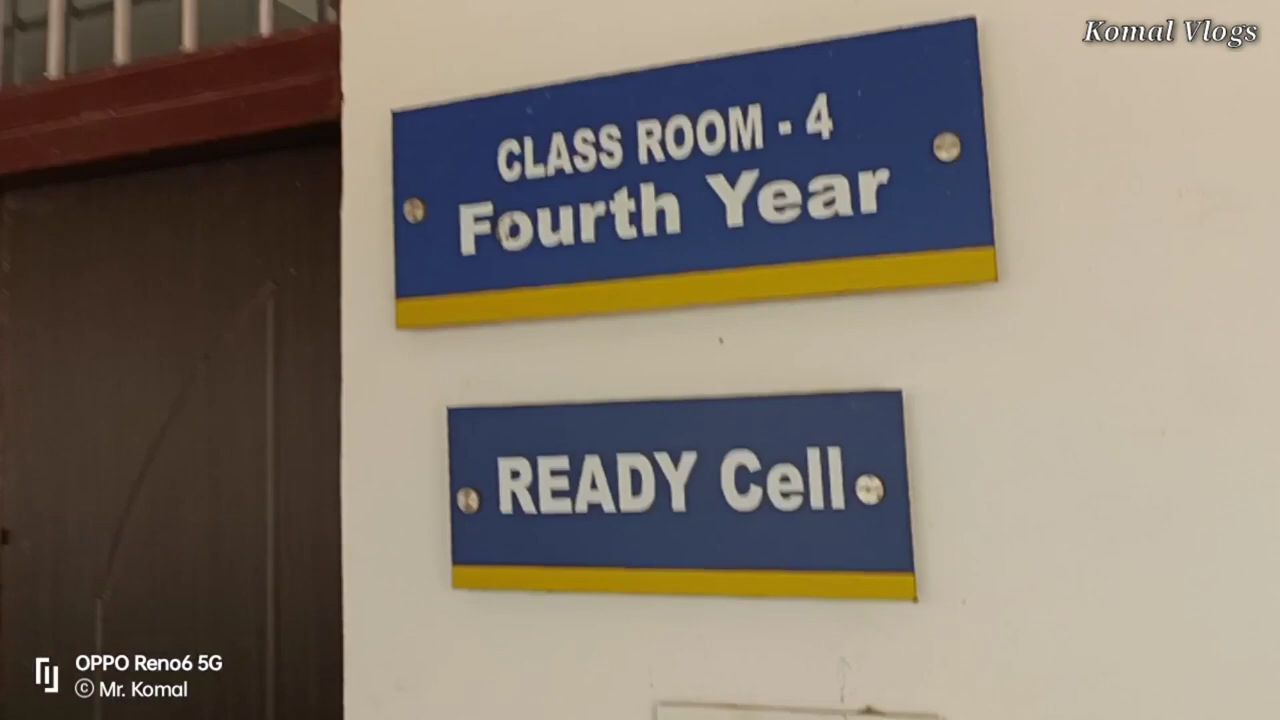 Komal Vlogs
CLASS ROOM - 4
Fourth Year
READY Cell
OPPO Reno6 5G
© Mr. Komal